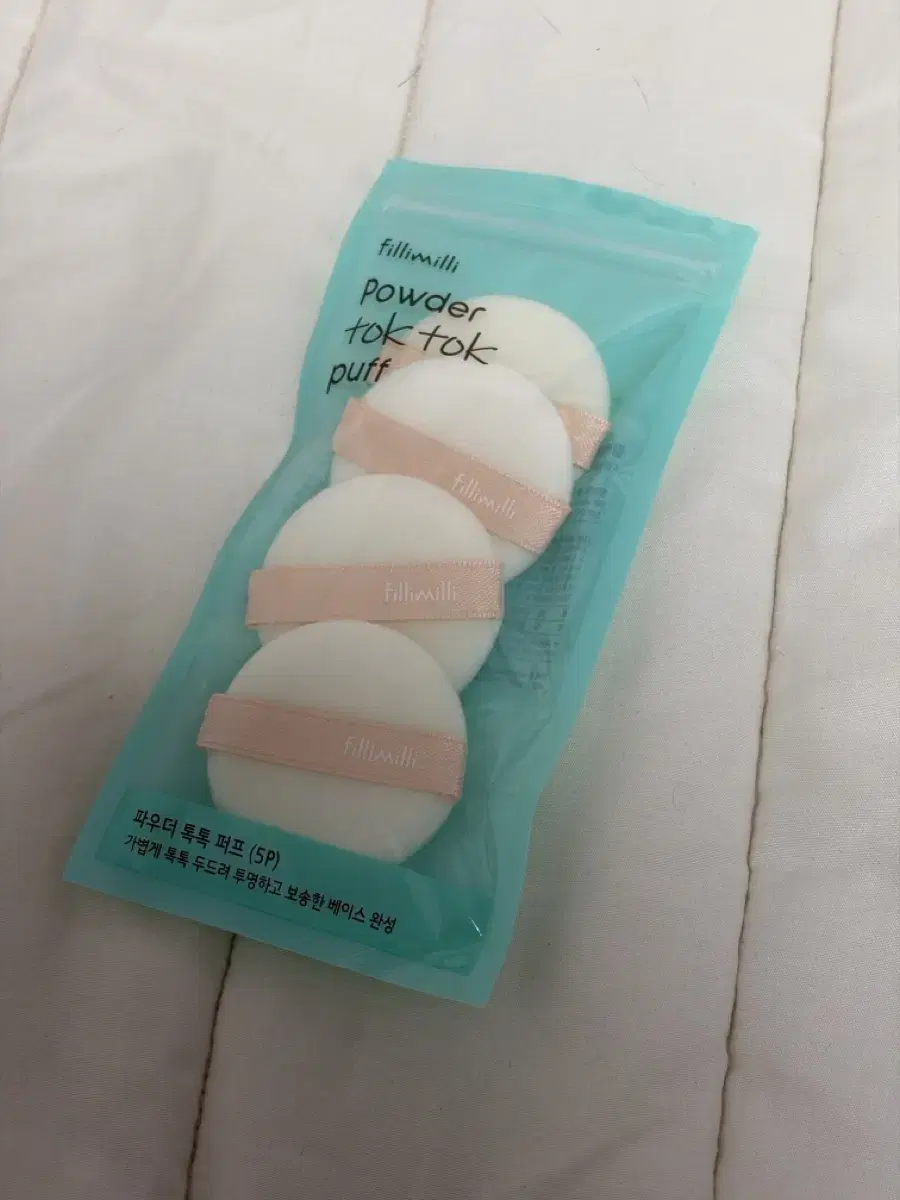 fillimilli
powder
tok tok
puff
fillimilli
fillimilli
fillimilli
파우더 톡톡 퍼프 (5P)
가볍게 톡톡 두드려 투명하고 보송한 베이스 완성